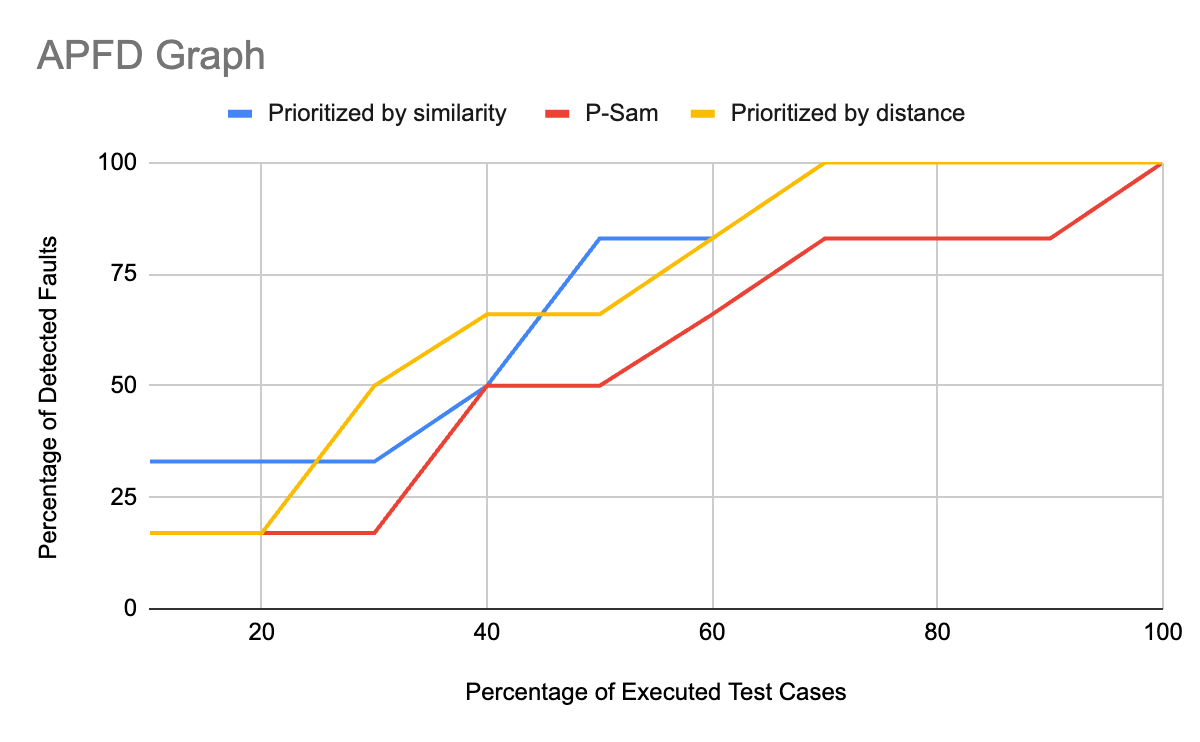 APFD Graph
Prioritized by similarity P-Sam Prioritized by distance
100
75
50
25
0
Percentage of Detected Faults
20 40 60 80 100
Percentage of Executed Test Cases